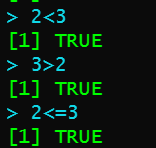 > 2<3
[1] TRUE
> 3>2
[1] TRUE
> 2<=3
[1] TRUE